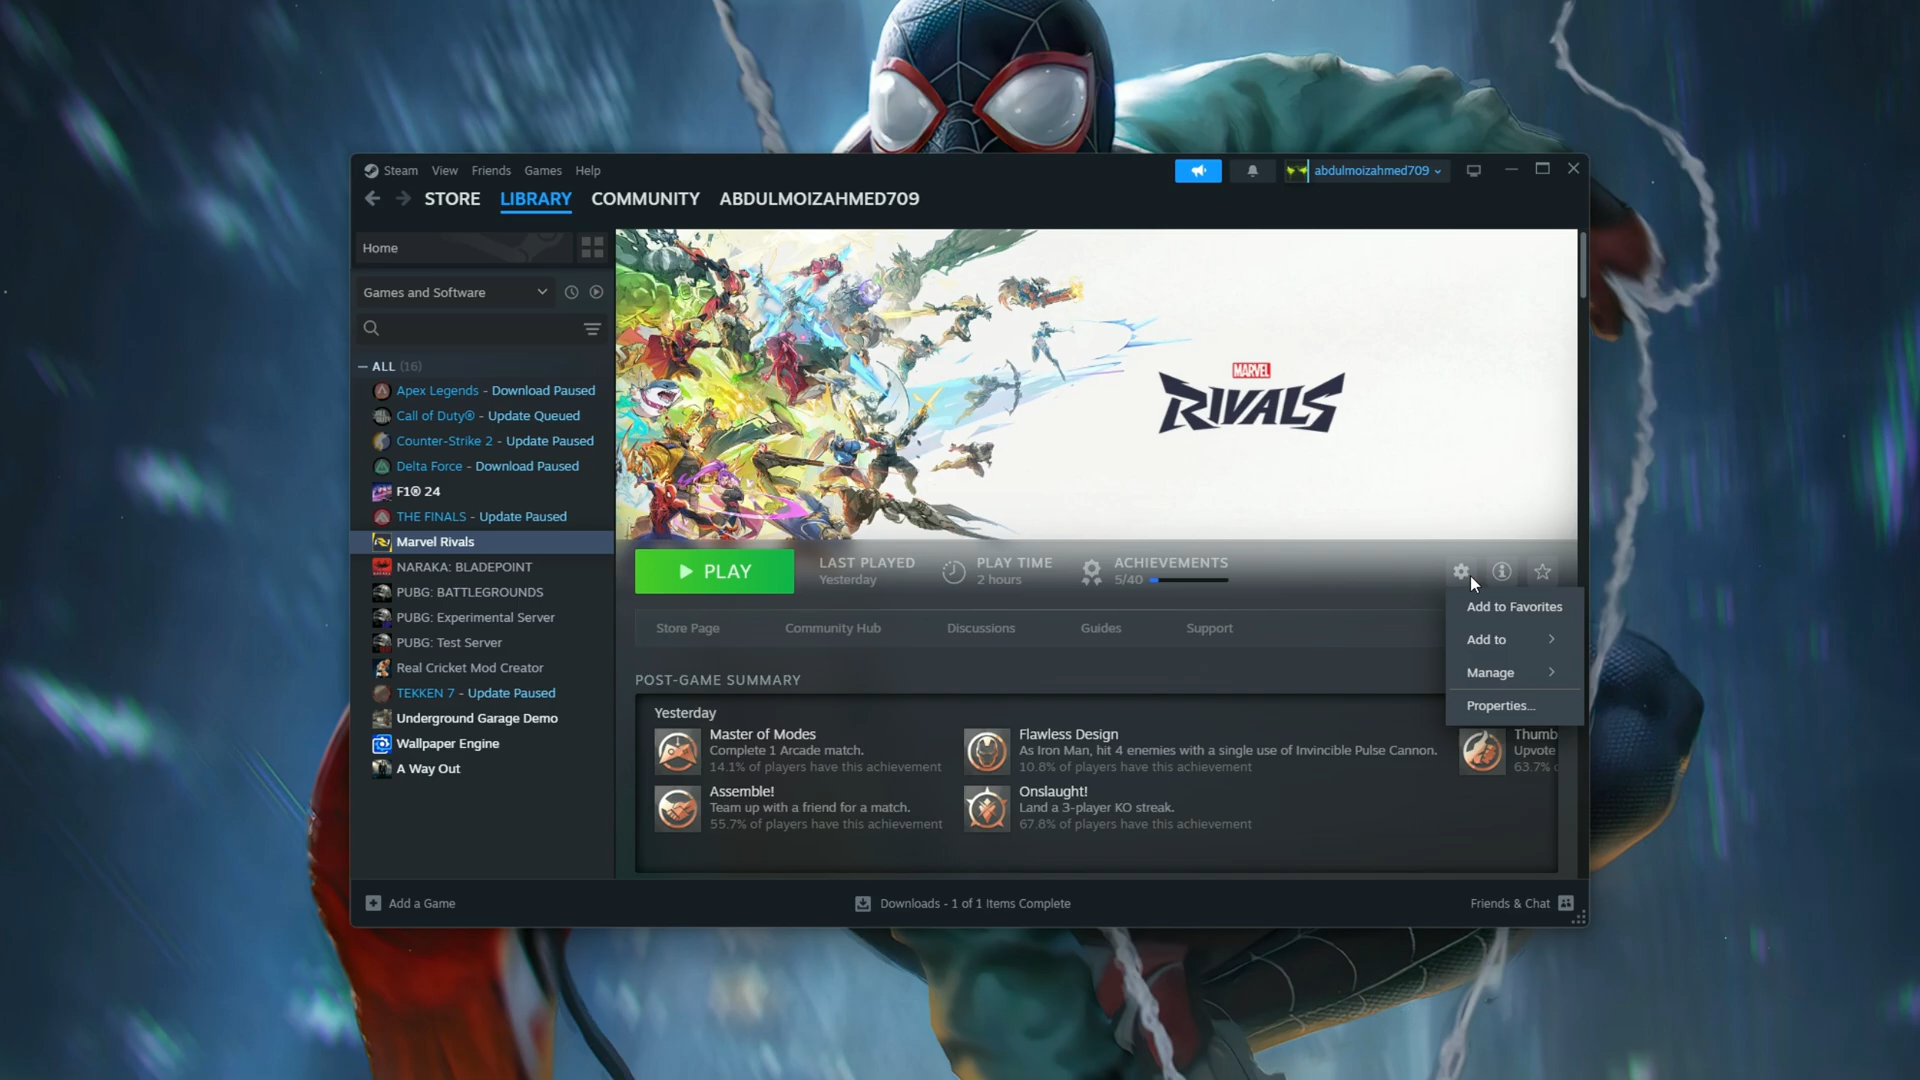 Steam View Friends Games Help
abdulmoizahmed709
STORE LIBRARY COMMUNITY ABDULMOIZAHMED709
Home
Games and Software
ALL (16)
Apex Legends - Download Paused
Call of Duty® - Update Queued
Counter-Strike 2 - Update Paused
Delta Force - Download Paused
F1® 24
THE FINALS - Update Paused
Marvel Rivals
NARAKA: BLADEPOINT
PUBG: BATTLEGROUNDS
PUBG: Experimental Server
PUBG: Test Server
Real Cricket Mod Creator
TEKKEN 7 - Update Paused
Underground Garage Demo
Wallpaper Engine
A Way Out
MARVEL
RIVALS
PLAY
LAST PLAYED
Yesterday
PLAY TIME
2 hours
ACHIEVEMENTS
5/40
Add to Favorites
Add to
Manage
Properties...
Store Page Community Hub Discussions Guides Support
POST-GAME SUMMARY
Yesterday
Master of Modes
Complete 1 Arcade match.
14.1% of players have this achievement
Flawless Design
As Iron Man, hit 4 enemies with a single use of Invincible Pulse Cannon.
10.8% of players have this achievement
Thumb
Upvote
63.7%
Assemble!
Team up with a friend for a match.
55.7% of players have this achievement
Onslaught!
Land a 3-player KO streak.
67.8% of players have this achievement
Add a Game
Downloads - 1 of 1 Items Complete
Friends & Chat